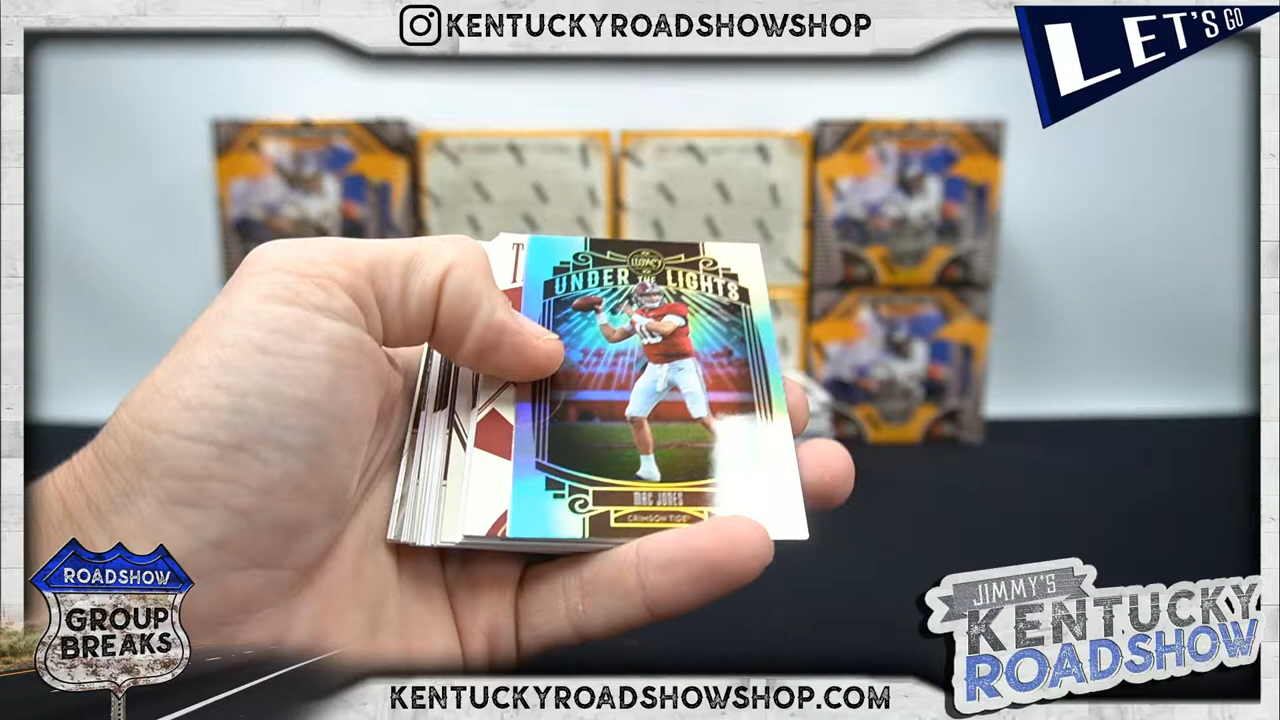 KENTUCKYROADSHOWSHOP
LET'S GO
LEGACY
UNDER THE LIGHTS
MAC JONES
CRIMSON TIDE
ROADSHOW
GROUP
BREAKS
JIMMY'S
KENTUCKY
ROADSHOW
KENTUCKYROADSHOWSHOP.COM